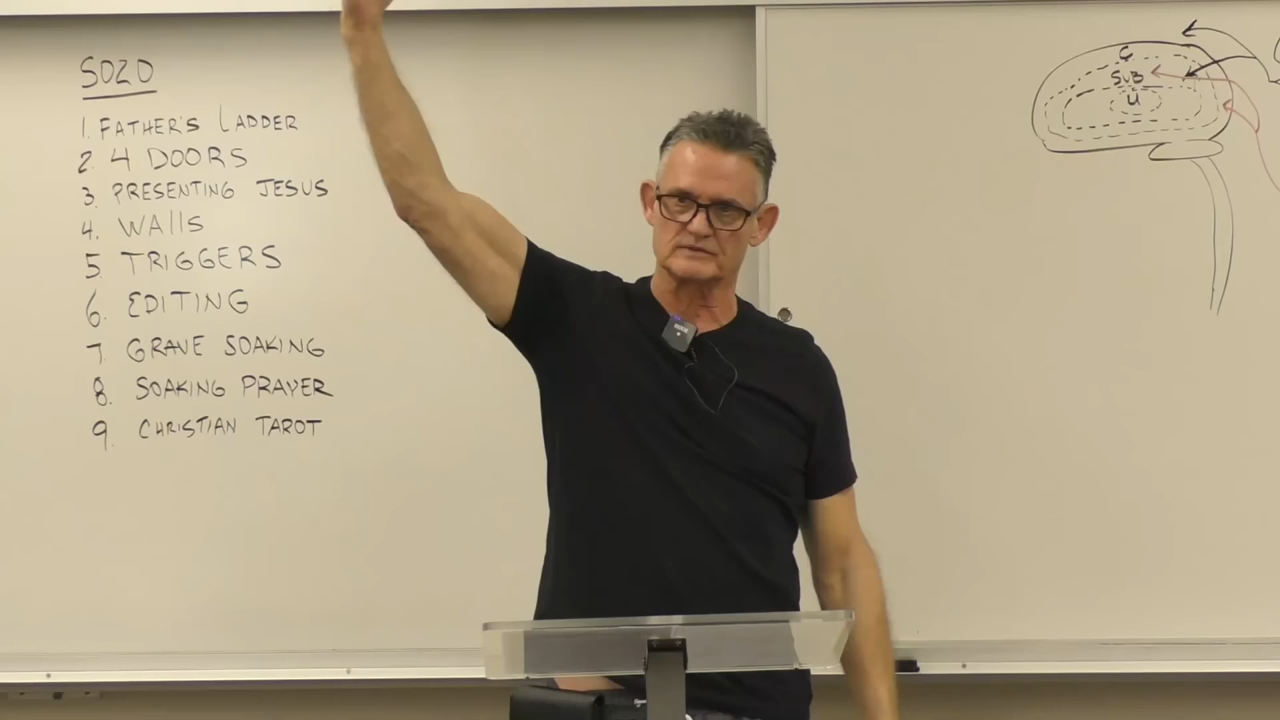 SOZO
1. FATHER'S LADDER
2. 4 DOORS
3. PRESENTING JESUS
4. WALLS
5 TRIGGERS
6. EDITING
7. GRAVE SOAKING
8. SOAKING PRAYER
9. CHRISTIAN TAROT
C
SUB
U